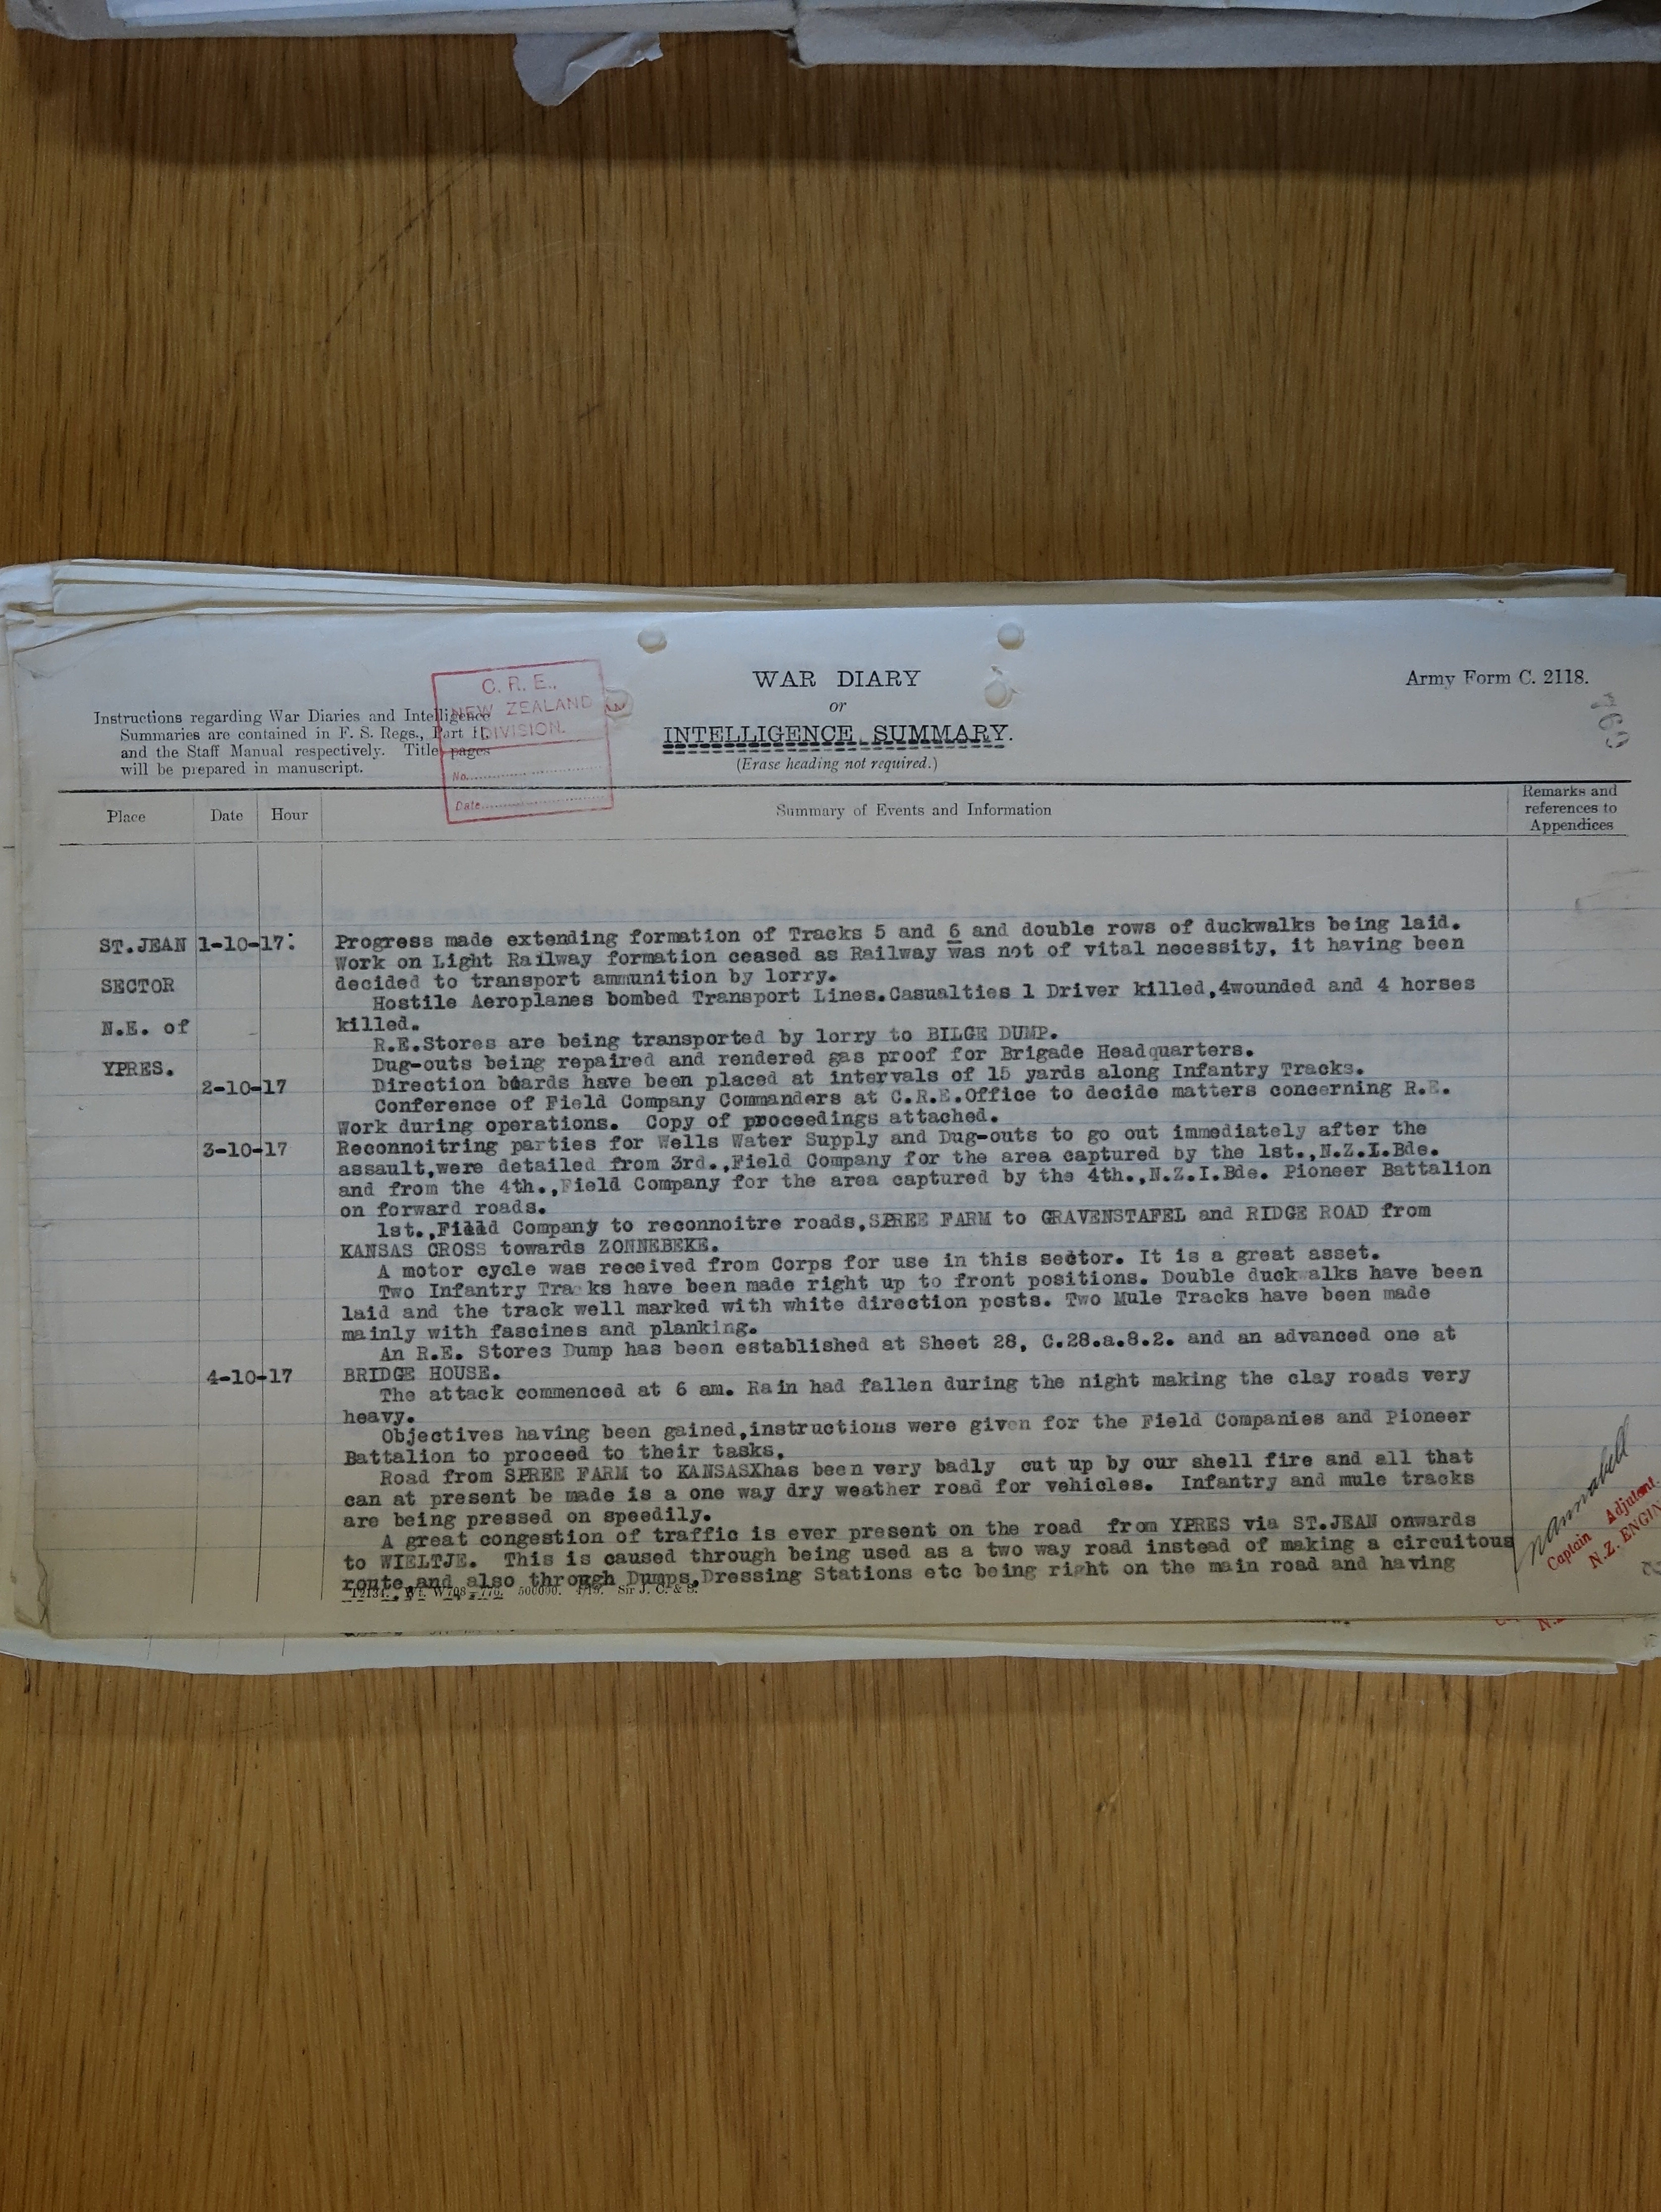 WAR DIARY
or
INTELLIGENCE SUMMARY.
(Erase heading not required.)
Army Form C. 2118.
769
Instructions regarding War Diaries and Intelligence
Summaries are contained in F. S. Regs., Part II.
and the Staff Manual respectively. Title pages
will be prepared in manuscript.
C. R. E.,
NEW ZEALAND
DIVISION.
No.
Date
Place
Date
Hour
Summary of Events and Information
Remarks and
references to
Appendices
ST.JEAN
SECTOR
N.E. of
YPRES.
1-10-17:
Progress made extending formation of Tracks 5 and 6 and double rows of duckwalks being laid.
Work on Light Railway formation ceased as Railway was not of vital necessity, it having been
decided to transport ammunition by lorry.
Hostile Aeroplanes bombed Transport Lines.Casualties 1 Driver killed,4wounded and 4 horses
killed.
R.E.Stores are being transported by lorry to BILGE DUMP.
Dug-outs being repaired and rendered gas proof for Brigade Headquarters.
2-10-17
Direction boards have been placed at intervals of 15 yards along Infantry Tracks.
Conference of Field Company Commanders at C.R.E.Office to decide matters concerning R.E.
Work during operations. Copy of proceedings attached.
3-10-17
Reconnoitring parties for Wells Water Supply and Dug-outs to go out immediately after the
assault,were detailed from 3rd.,Field Company for the area captured by the 1st.,N.Z.I.Bde.
and from the 4th.,Field Company for the area captured by the 4th.,N.Z.I.Bde. Pioneer Battalion
on forward roads.
1st.,Field Company to reconnoitre roads,SPREE FARM to GRAVENSTAFEL and RIDGE ROAD from
KANSAS CROSS towards ZONNEBEKE.
A motor cycle was received from Corps for use in this sector. It is a great asset.
Two Infantry Tra ks have been made right up to front positions. Double duck alks have been
laid and the track well marked with white direction posts. Two Mule Tracks have been made
mainly with fascines and planking.
An R.E. Stores Dump has been established at Sheet 28, C.28.a.8.2. and an advanced one at
BRIDGE HOUSE.
4-10-17
The attack commenced at 6 am. Rain had fallen during the night making the clay roads very
heavy.
Objectives having been gained,instructions were given for the Field Companies and Pioneer
Battalion to proceed to their tasks.
Road from SPREE FARM to KANSASXhas been very badly cut up by our shell fire and all that
can at present be made is a one way dry weather road for vehicles. Infantry and mule tracks
are being pressed on speedily.
A great congestion of traffic is ever present on the road from YPRES via ST.JEAN onwards
to WIELTJE. This is caused through being used as a two way road instead of making a circuitous
route and also through Dumps,Dressing Stations etc being right on the main road and having
T2134. Wt. W708-776. 500000. 4/15. Sir J. C. & S.
Captain Adjutant.
N.Z. ENGIN